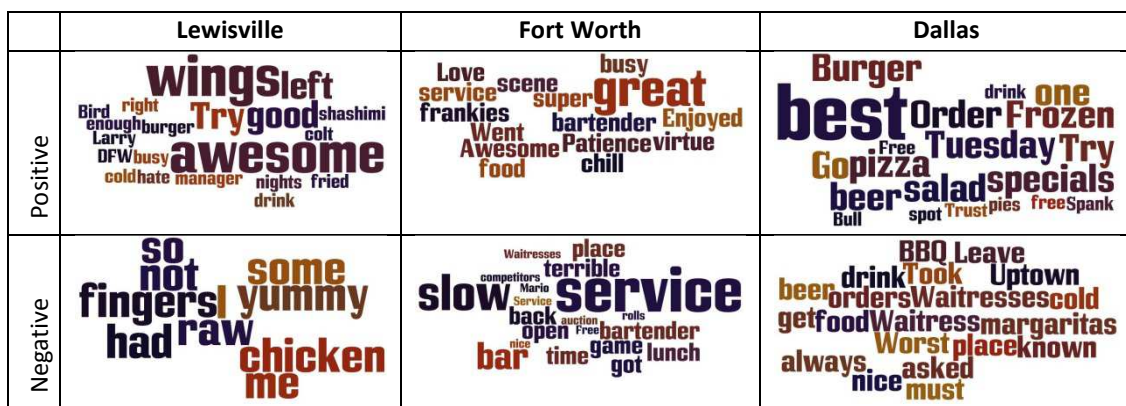 Lewisville Fort Worth Dallas
Positive
wings left
Bird right Try good shashimi
enough burger colt
Larry
DFW busy awesome
cold hate manager nights fried
drink
busy
Love scene
service super great
frankies bartender Enjoyed
Went
Awesome Patience virtue
food chill
Burger
drink one
best Order Frozen
Free Tuesday Try
Go pizza
beer salad specials
Bull spot Trust pies free Spank
Negative
so
not some
fingers I yummy
had raw
chicken
me
Waitresses place
terrible
competitors
slow Mario service
Service
back auction rolls
open Free bartender
nice
bar time game lunch
got
BBQ Leave
drink Took Uptown
beer orders Waitresses cold
get food Waitress margaritas
Worst place known
always asked
nice must